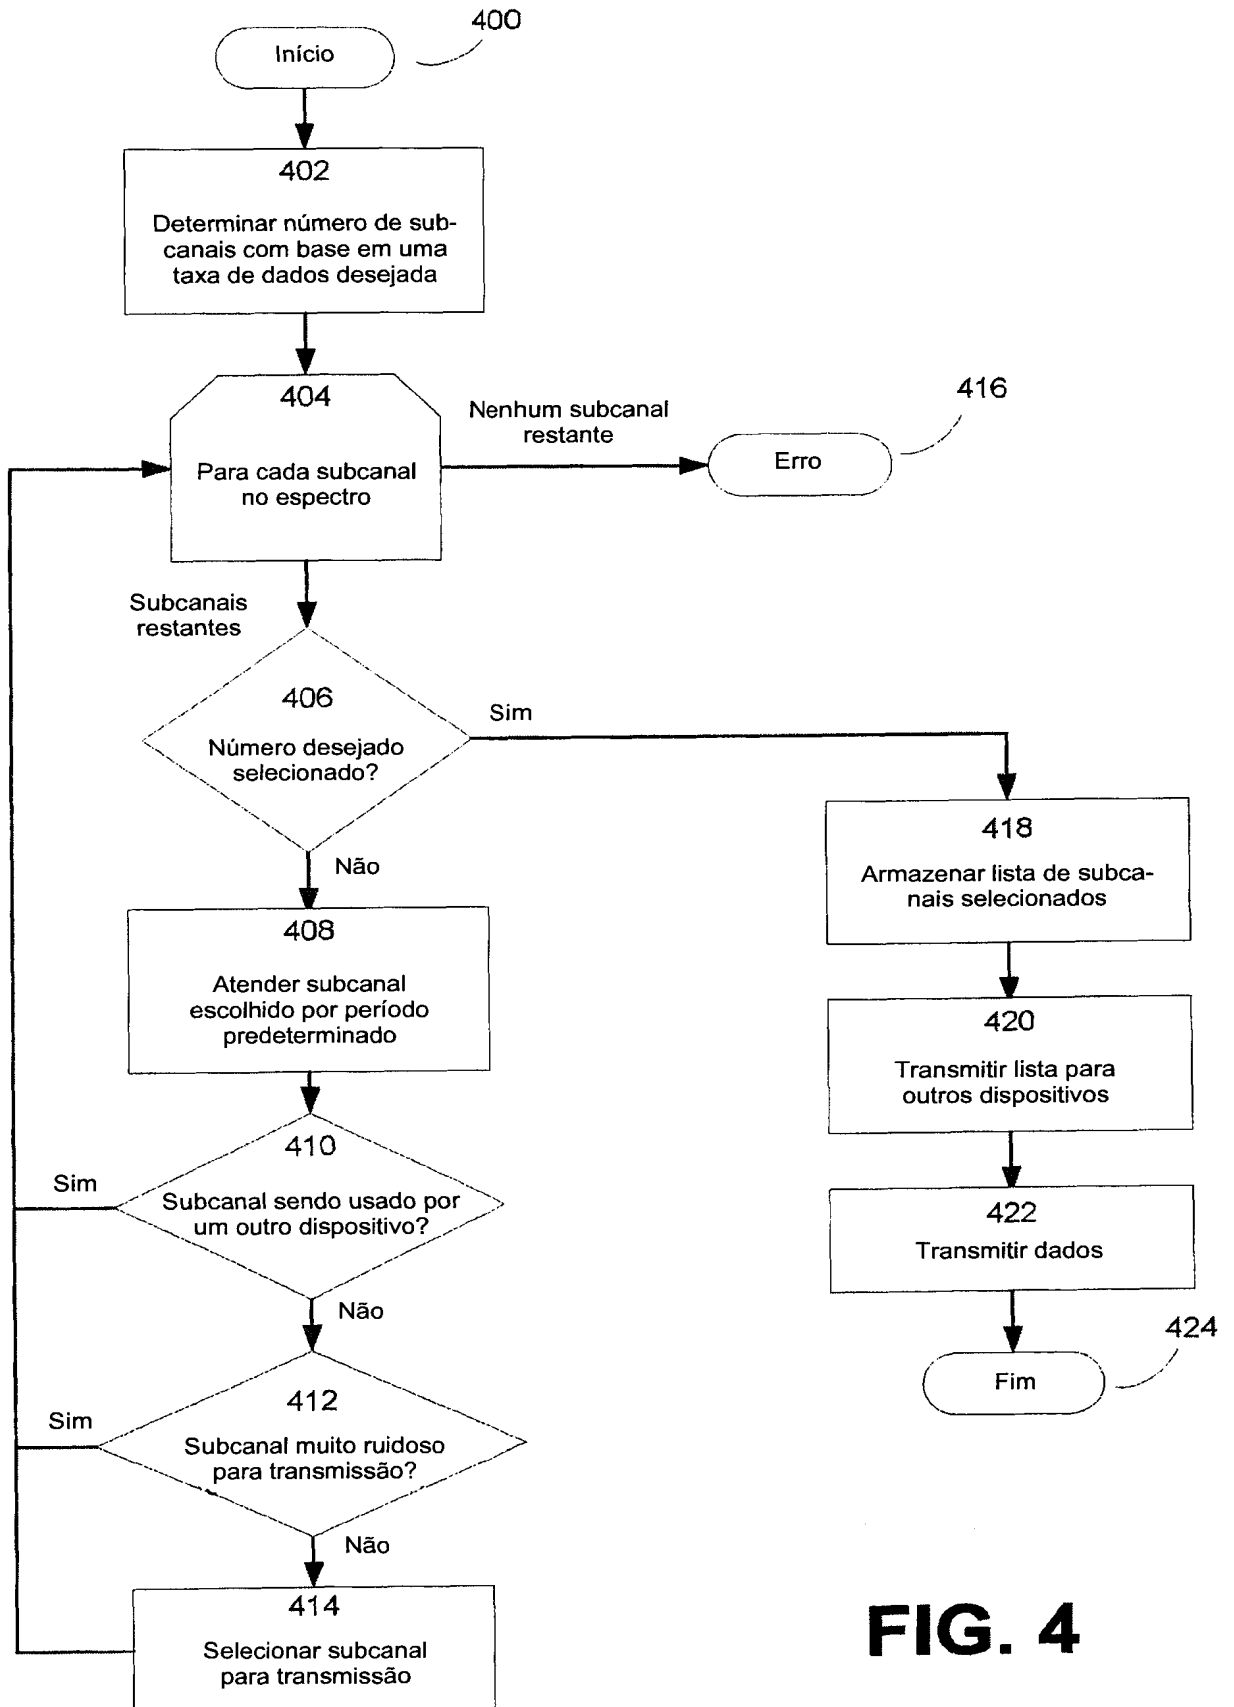 400
Início
402
Determinar número de sub-
canais com base em uma
taxa de dados desejada
404
Para cada subcanal
no espectro
Nenhum subcanal
restante
416
Erro
Subcanais
restantes
406
Número desejado
selecionado?
Sim
Não
408
Atender subcanal
escolhido por período
predeterminado
410
Subcanal sendo usado por
um outro dispositivo?
Sim
Não
412
Subcanal muito ruidoso
para transmissão?
Sim
Não
414
Selecionar subcanal
para transmissão
418
Armazenar lista de subca-
nais selecionados
420
Transmitir lista para
outros dispositivos
422
Transmitir dados
424
Fim
FIG. 4